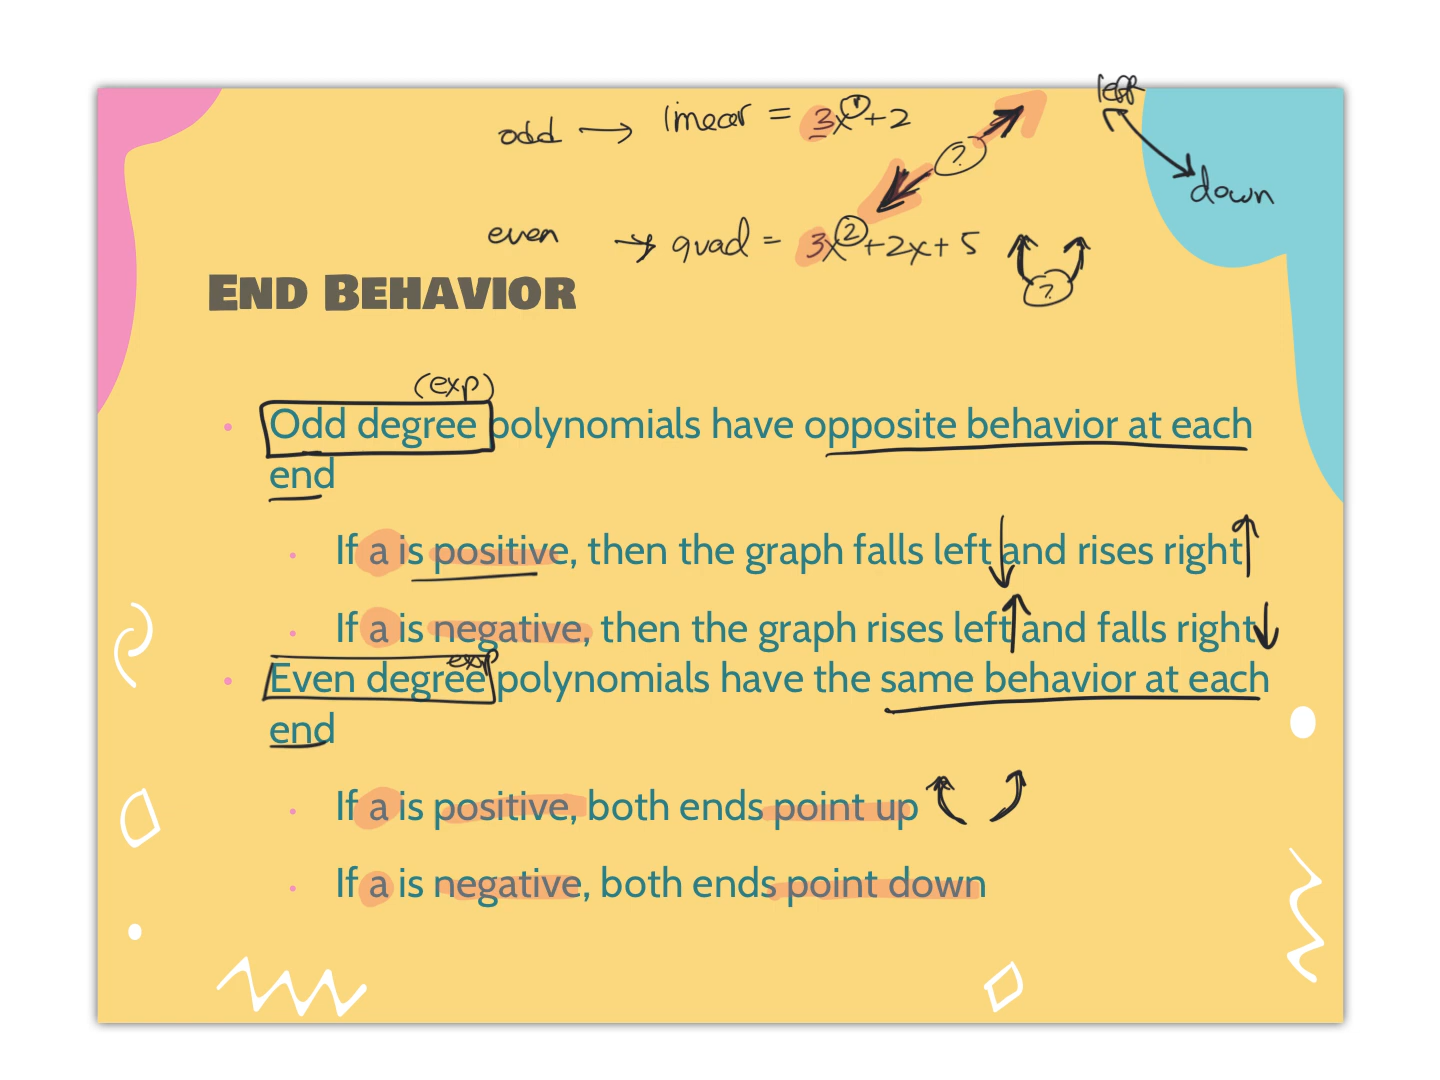 left
odd → linear = 3x¹+2
?
down
even → quad = 3x²+2x+5
?
END BEHAVIOR
(exp)
• Odd degree polynomials have opposite behavior at each
end
• If a is positive, then the graph falls left ↓ and rises right ↑
• If a is negative, then the graph rises left ↑ and falls right ↓
exp
• Even degree polynomials have the same behavior at each
end
• If a is positive, both ends point up
• If a is negative, both ends point down